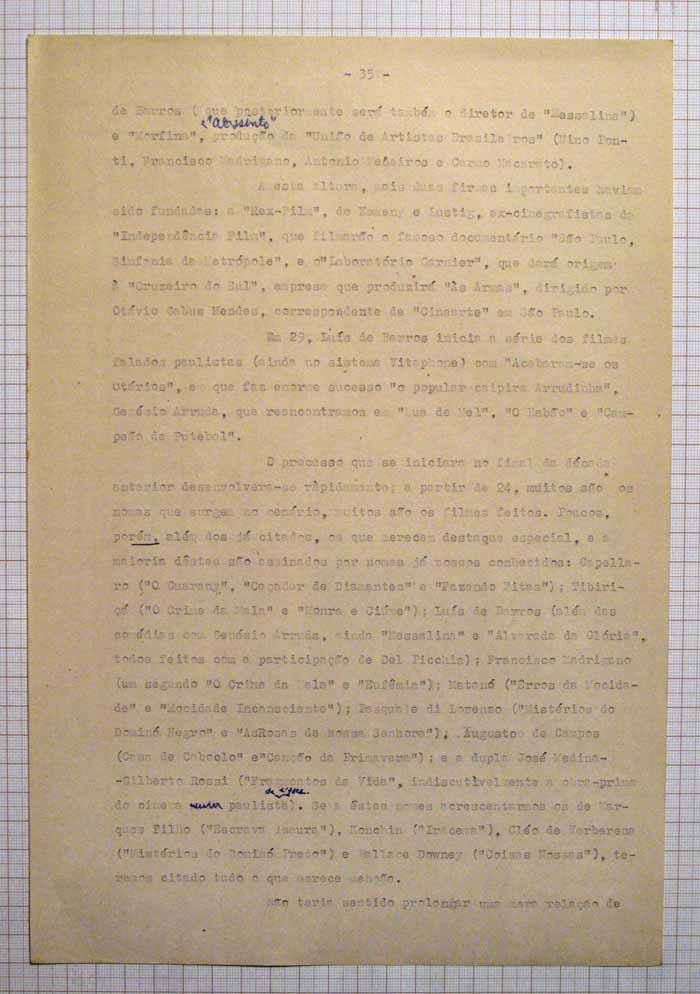 - 35 -
de Barros ( que posteriormente será também o diretor de "Messalina")
"absinto"
e "Morfina", produção da "União de Artistas Brasileiros" (Nino Pon-
ti, Francisco Madrigano, Antonio Medeiros e Carmo Nacarato).
A esta altura, mais duas firmas importantes haviam
sido fundadas: a "Rex-Film", de Kemeny e Lustig, ex-cinegrafistas da
"Independência Film", que filmarão o famoso documentário "São Paulo,
Sinfonia da Metrópole", e o"Laboratório Garnier", que dará origem
à "Cruzeiro do Sul", empresa que produzirá "Às Armas", dirigido por
Otávio Gabus Mendes, correspondente de "Cinearte" em São Paulo.
Em 29, Luís de Barros inicia a série dos filmes
falados paulistas (ainda no sistema Vitaphone) com "Acabaram-se os
Otários", em que faz enorme sucesso "o popular caipira Arrudinha",
Genésio Arruda, que reencontramos em "Lua de Mel", "O Babão" e "Cam-
peão de Futebol".
O processo que se iniciara no final da década
anterior desenvolvera-se ràpidamente; a partir de 24, muitos são os
nomes que surgem no cenário, muitos são os filmes feitos. Poucos,
porém, além dos já citados, os que merecem destaque especial, e a
maioria dêstes são assinados por nomes já nossos conhecidos: Capella-
ro ("O Guarany", "Caçador de Diamantes" e "Fazendo Fitas"); Tibiri-
çá ("O Crime da Mala" e "Honra e Ciúme"); Luís de Barros (além das
comédias com Genésio Arruda, ainda "Messalina" e "Alvorada da Glória",
todos feitos com a participação de Del Picchia); Francisco Madrigano
(um segundo "O Crime da Mala" e "Eufêmia"); Matanó ("Erros da Mocida-
de" e "Mocidade Inconsciente"); Pasquale di Lorenzo ("Mistérios do
Dominó Negro" e "AsRosas de Nossa Senhora"), Augusto de Campos
(Casa de Caboclo" e"Canção da Primavera"); e a dupla José Medina-
-Gilberto Rossi ("Fragmentos da Vida", indiscutìvelmente a obra-prima
do cinema paulista). Se a êstes nomes acrescentarmos os de Mar-
ques Filho ("Escrava Isaura"), Konchin ("Iracema"), Cléo de Verberena
("Mistério do Dominó Preto") e Wallace Downey ("Coisas Nossas"), te-
remos citado tudo o que merece menção.
Não teria sentido prolongar uma mera relação de